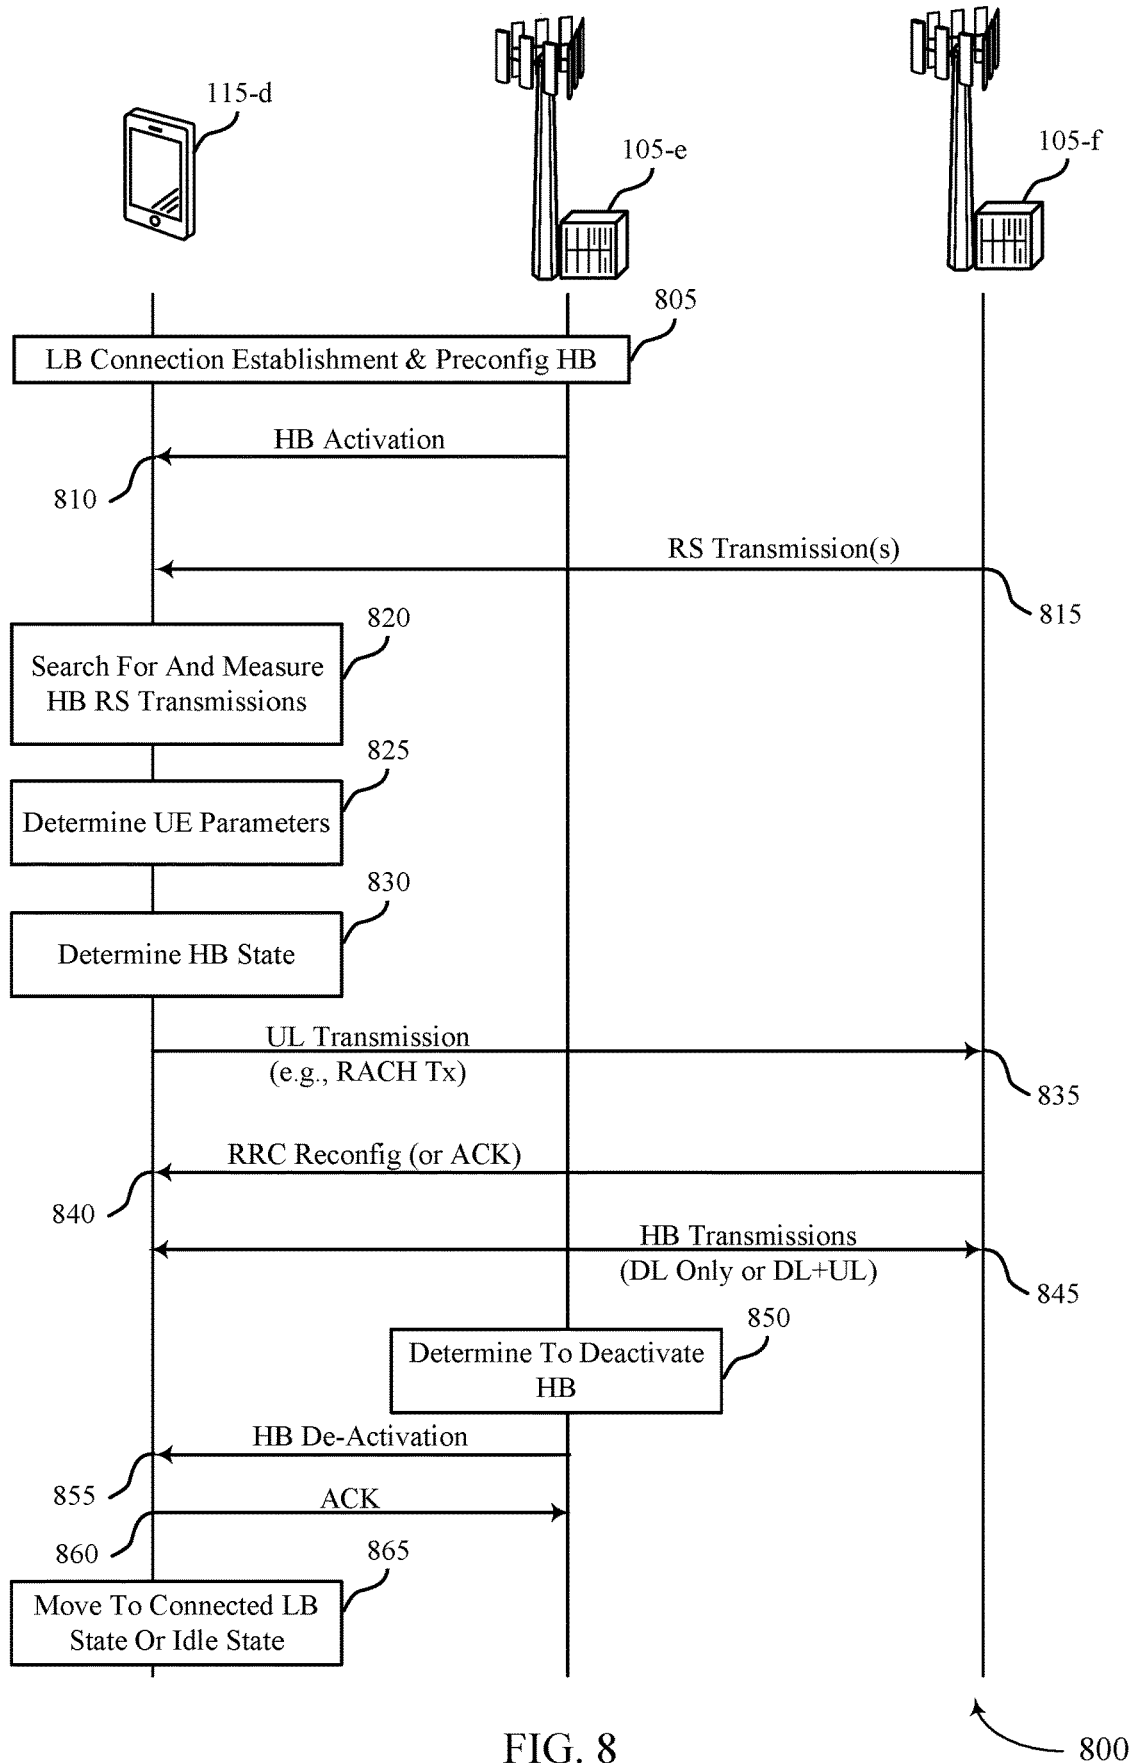 115-d
105-e
105-f
805
LB Connection Establishment & Preconfig HB
HB Activation
810
RS Transmission(s)
815
820
Search For And Measure
HB RS Transmissions
825
Determine UE Parameters
830
Determine HB State
UL Transmission
(e.g., RACH Tx)
835
RRC Reconfig (or ACK)
840
HB Transmissions
(DL Only or DL+UL)
845
850
Determine To Deactivate
HB
HB De-Activation
855
ACK
860
865
Move To Connected LB
State Or Idle State
FIG. 8
800